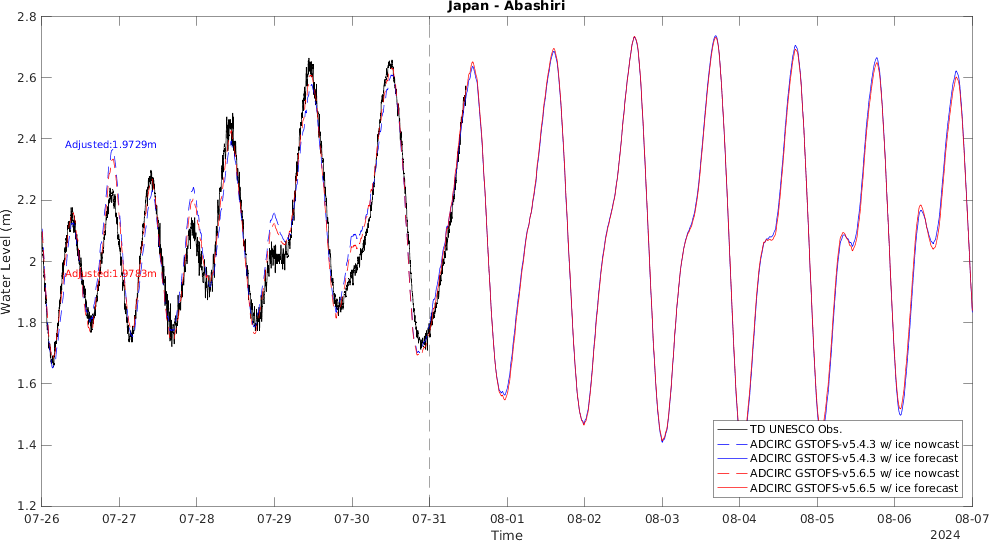 Japan - Abashiri
2.8
2.6
2.4
2.2
2
1.8
1.6
1.4
1.2
Water Level (m)
Adjusted:1.9729m
Adjusted:1.9783m
TD UNESCO Obs.
ADCIRC GSTOFS-v5.4.3 w/ ice nowcast
ADCIRC GSTOFS-v5.4.3 w/ ice forecast
ADCIRC GSTOFS-v5.6.5 w/ ice nowcast
ADCIRC GSTOFS-v5.6.5 w/ ice forecast
07-26 07-27 07-28 07-29 07-30 07-31 08-01 08-02 08-03 08-04 08-05 08-06 08-07
Time
2024